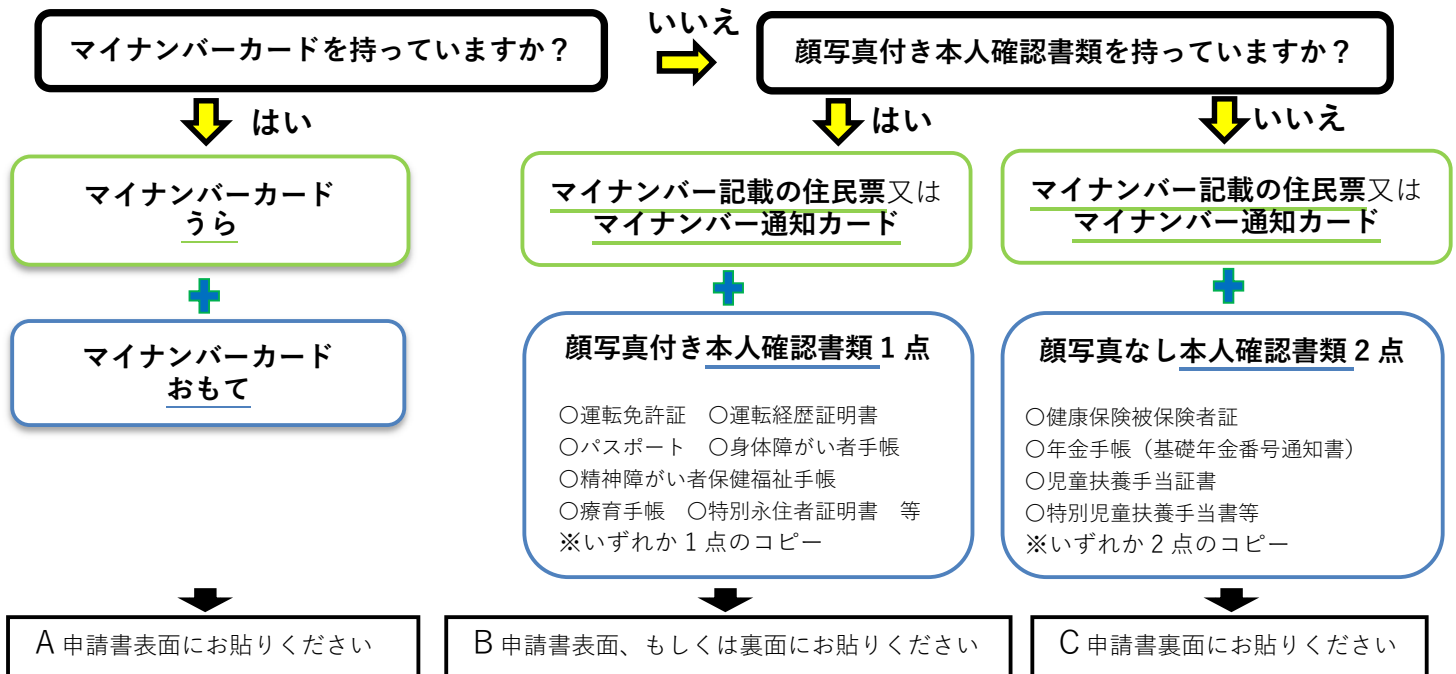 マイナンバーカードを持っていますか？
いいえ
顔写真付き本人確認書類を持っていますか？
はい
はい
いいえ
マイナンバーカード
うら
マイナンバーカード
おもて
A 申請書表面にお貼りください
マイナンバー記載の住民票又は
マイナンバー通知カード
顔写真付き本人確認書類１点
〇運転免許証　〇運転経歴証明書
〇パスポート　〇身体障がい者手帳
〇精神障がい者保健福祉手帳
〇療育手帳　〇特別永住者証明書　等
※いずれか１点のコピー
B 申請書表面、もしくは裏面にお貼りください
マイナンバー記載の住民票又は
マイナンバー通知カード
顔写真なし本人確認書類２点
〇健康保険被保険者証
〇年金手帳（基礎年金番号通知書）
〇児童扶養手当証書
〇特別児童扶養手当書等
※いずれか２点のコピー
C 申請書裏面にお貼りください